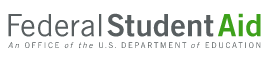 Federal Student Aid
An OFFICE of the U.S. DEPARTMENT of EDUCATION